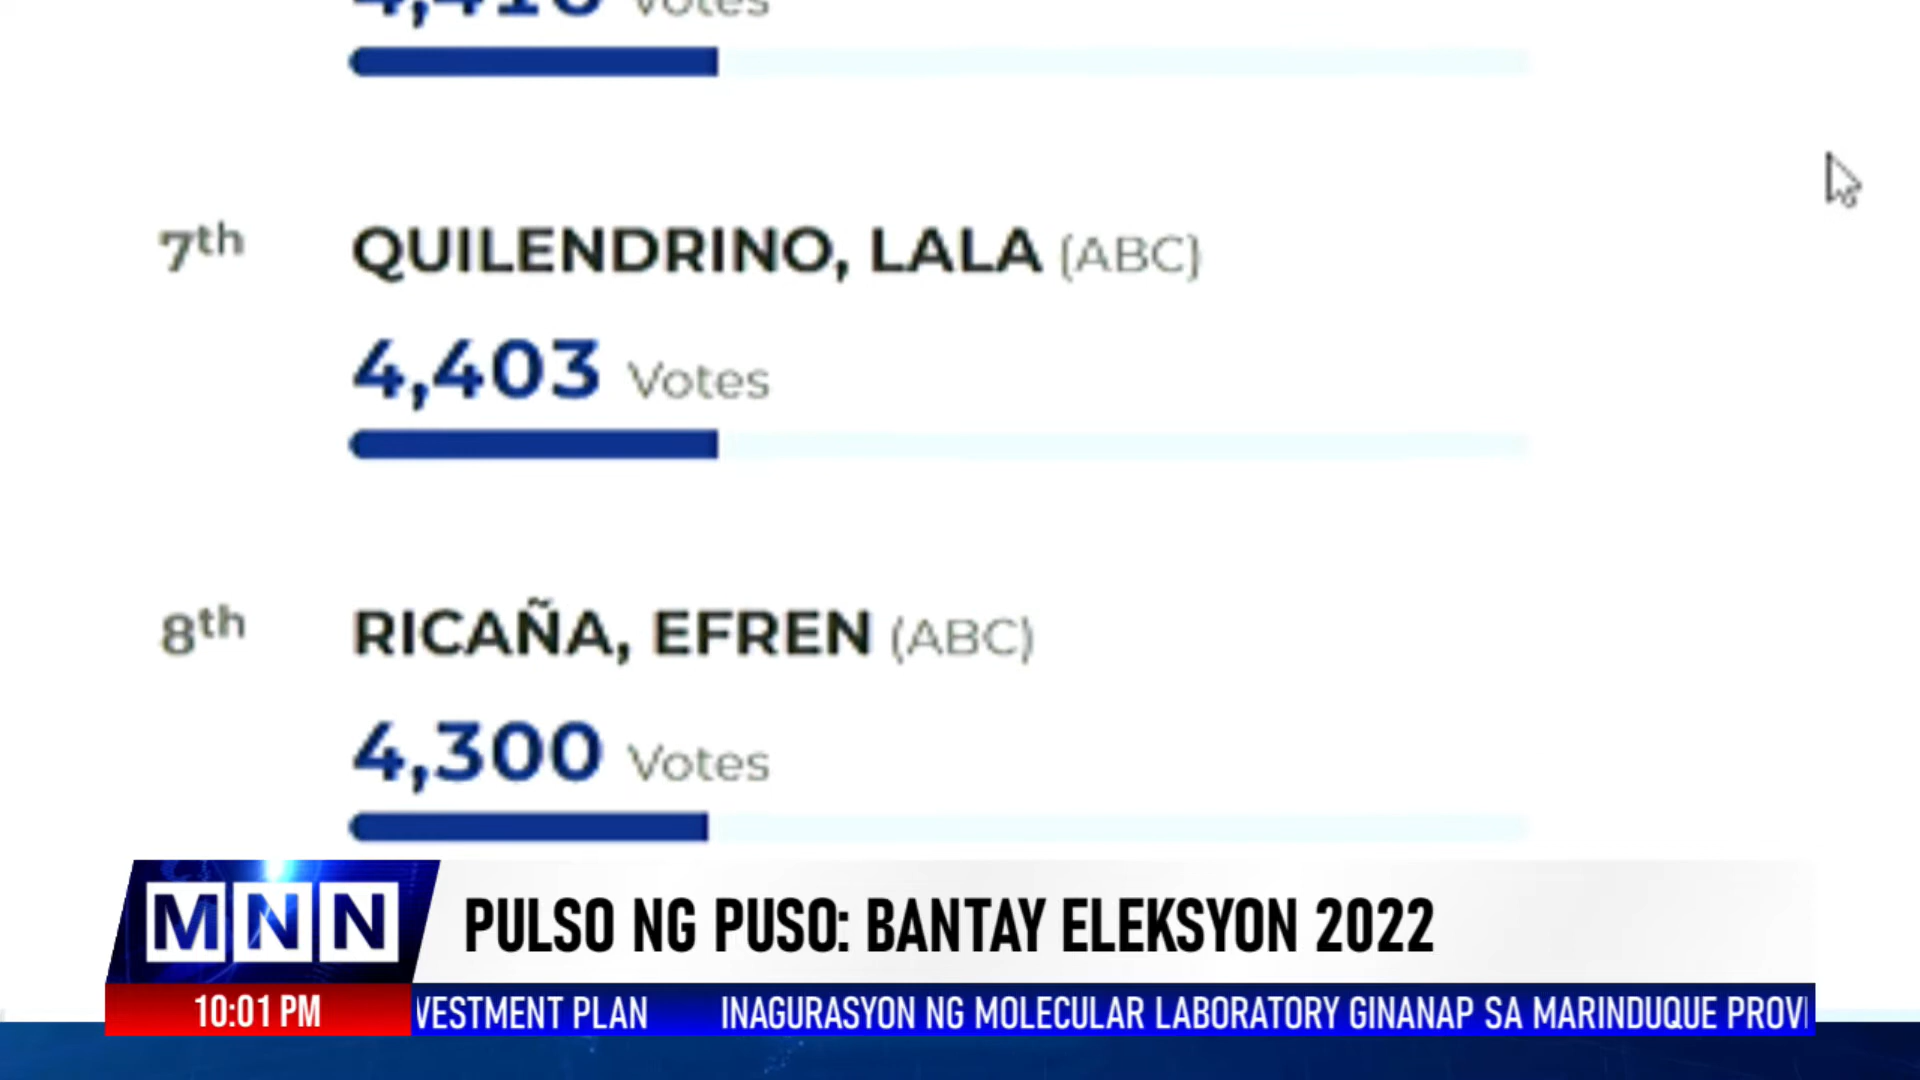 Votes
7th QUILENDRINO, LALA (ABC)
4,403 Votes
8th RICAÑA, EFREN (ABC)
4,300 Votes
MNN PULSO NG PUSO: BANTAY ELEKSYON 2022
10:01 PM VESTMENT PLAN INAGURASYON NG MOLECULAR LABORATORY GINANAP SA MARINDUQUE PROVI